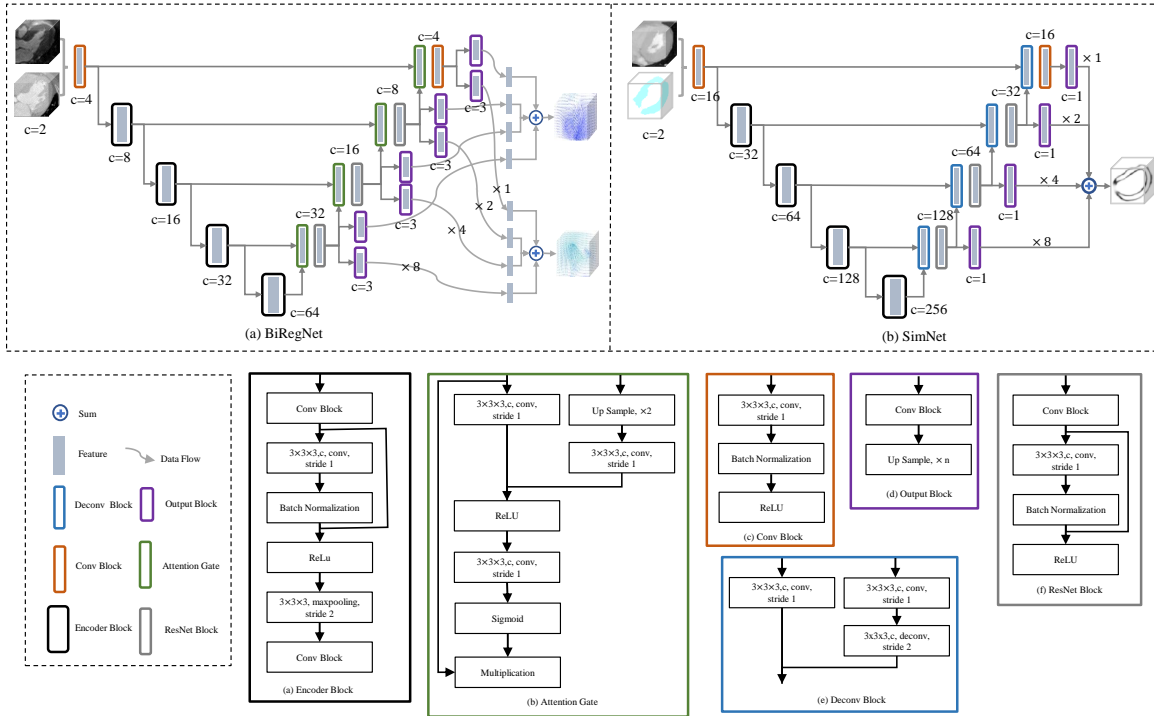 c=2
c=4
c=8
c=16
c=32
c=64
c=32
c=16
c=8
c=4
c=3
c=3
c=3
c=3
× 1
× 2
× 4
× 8
(a) BiRegNet
c=2
c=16
c=32
c=64
c=128
c=256
c=128
c=64
c=32
c=16
c=1
c=1
c=1
c=1
× 1
× 2
× 4
× 8
(b) SimNet
Sum
Feature
Data Flow
Deconv Block
Output Block
Conv Block
Attention Gate
Encoder Block
ResNet Block
Conv Block
3×3×3,c, conv,
stride 1
Batch Normalization
ReLu
3×3×3, maxpooling,
stride 2
Conv Block
(a) Encoder Block
3×3×3,c, conv,
stride 1
Up Sample, ×2
3×3×3,c, conv,
stride 1
ReLU
3×3×3,c, conv,
stride 1
Sigmoid
Multiplication
(b) Attention Gate
3×3×3,c, conv,
stride 1
Batch Normalization
ReLU
(c) Conv Block
Conv Block
Up Sample, × n
(d) Output Block
3×3×3,c, conv,
stride 1
3×3×3,c, conv,
stride 1
3x3x3,c, deconv,
stride 2
(e) Deconv Block
Conv Block
3×3×3,c, conv,
stride 1
Batch Normalization
ReLU
(f) ResNet Block